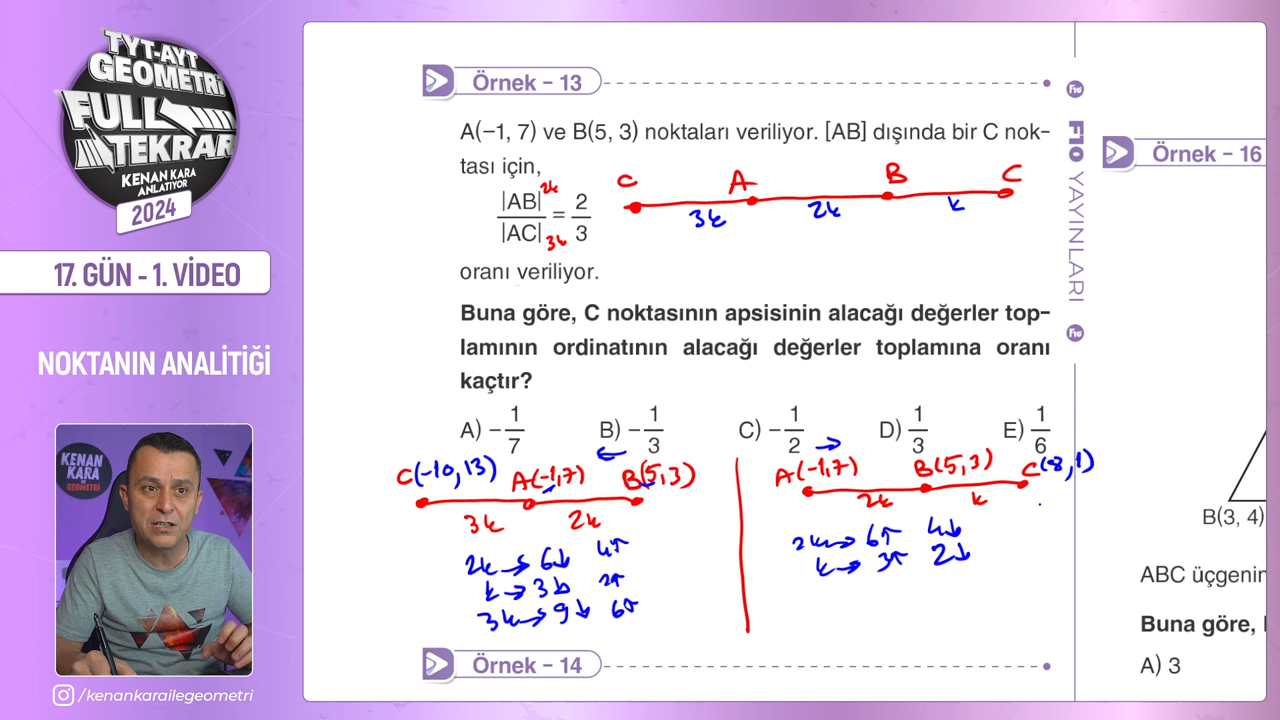 TYT-AYT
GEOMETRİ
FULL
TEKRAR
KENAN KARA
ANLATIYOR
2024
17. GÜN - 1. VİDEO
NOKTANIN ANALİTİĞİ
KENAN
KARA
İLE
GEOMETRİ
/kenankarailegeometri
Örnek - 13
A(−1, 7) ve B(5, 3) noktaları veriliyor. [AB] dışında bir C nok-
tası için,
|AB| 2k / |AC| 3k = 2/3
C A B C
3k 2k k
oranı veriliyor.
Buna göre, C noktasının apsisinin alacağı değerler top-
lamının ordinatının alacağı değerler toplamına oranı
kaçtır?
A) −1/7 B) −1/3 C) −1/2 D) 1/3 E) 1/6
← →
C(-10, 13) A(-1,7) B(5,3)
3k 2k
2k → 6↓ 4↑
k → 3↓ 2↑
3k → 9↓ 6↑
A(-1,7) B(5,3) C(8,1)
2k k
2k → 6↑ 4↓
k → 3↑ 2↓
Örnek - 14
F10
F10 YAYINLARI
F10
Örnek - 16
B(3, 4)
ABC üçgenin
Buna göre,
A) 3